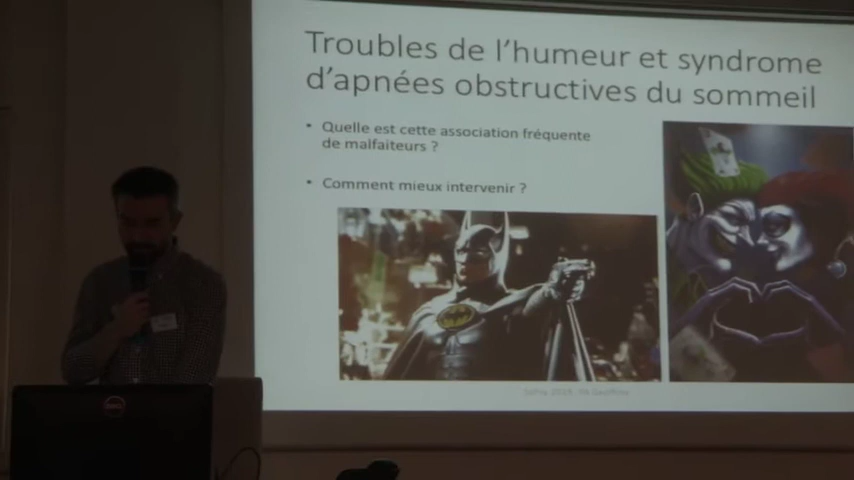 Troubles de l'humeur et syndrome
d'apnées obstructives du sommeil
• Quelle est cette association fréquente
de malfaiteurs ?
• Comment mieux intervenir ?